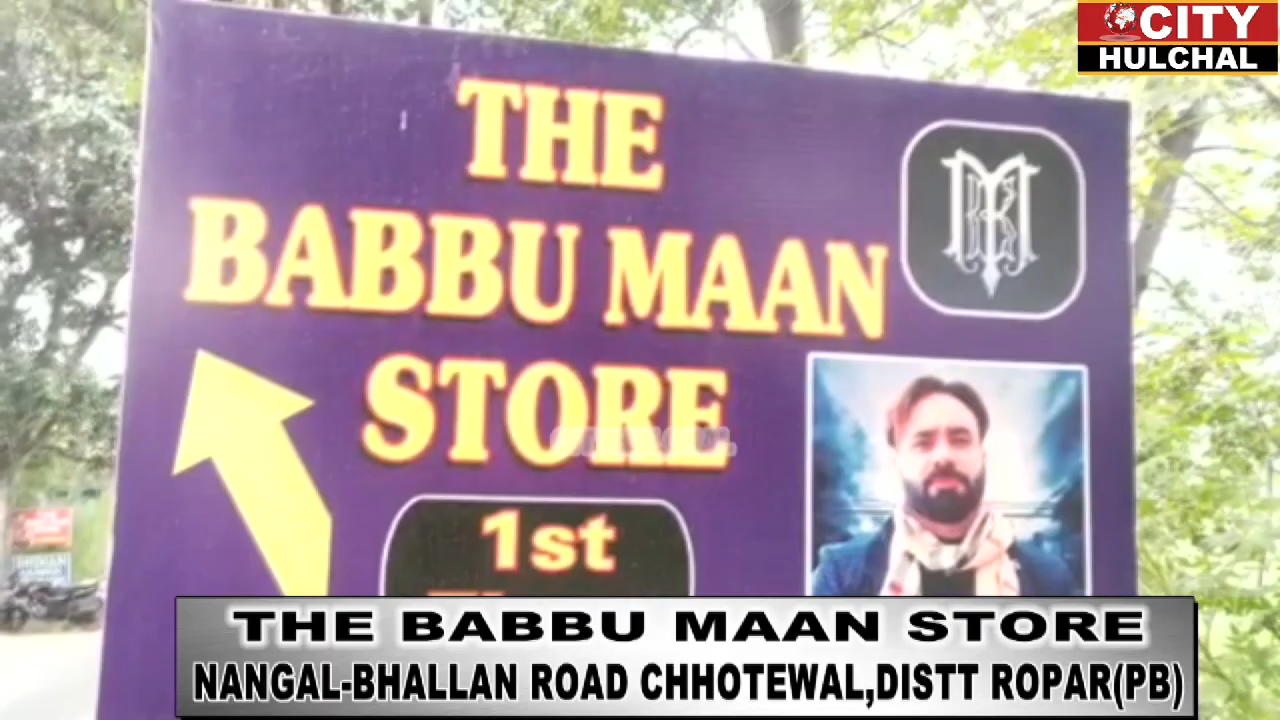 CITY
HULCHAL
THE
BABBU MAAN
STORE
1st
THE BABBU MAAN STORE
NANGAL-BHALLAN ROAD CHHOTEWAL,DISTT ROPAR(PB)